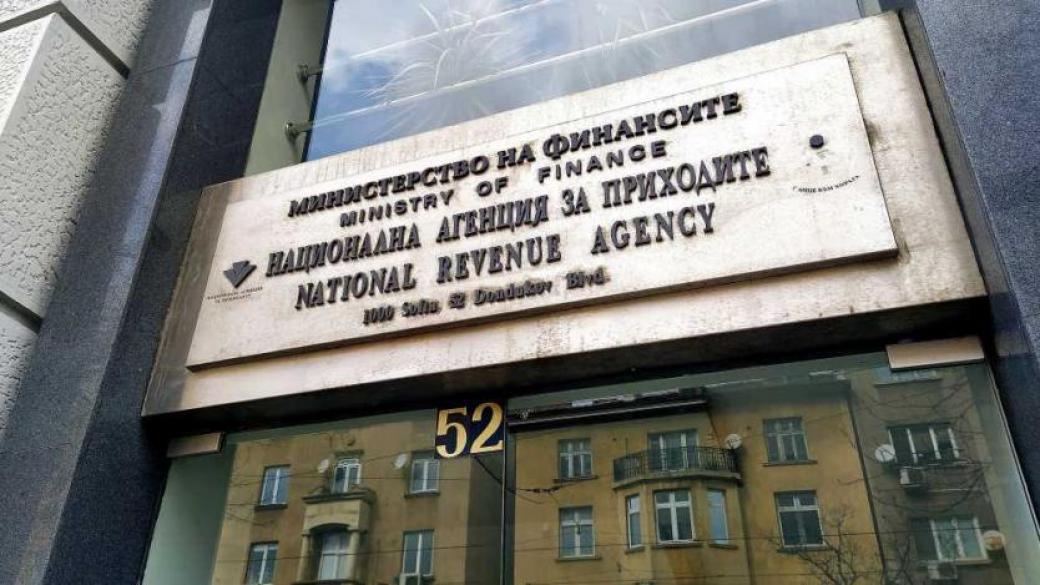 МИНИСТЕРСТВО НА ФИНАНСИТЕ
MINISTRY OF FINANCE
НАЦИОНАЛНА АГЕНЦИЯ ЗА ПРИХОДИТЕ
NATIONAL REVENUE AGENCY
1000 Sofia, 52 Dondukov Blvd.
52